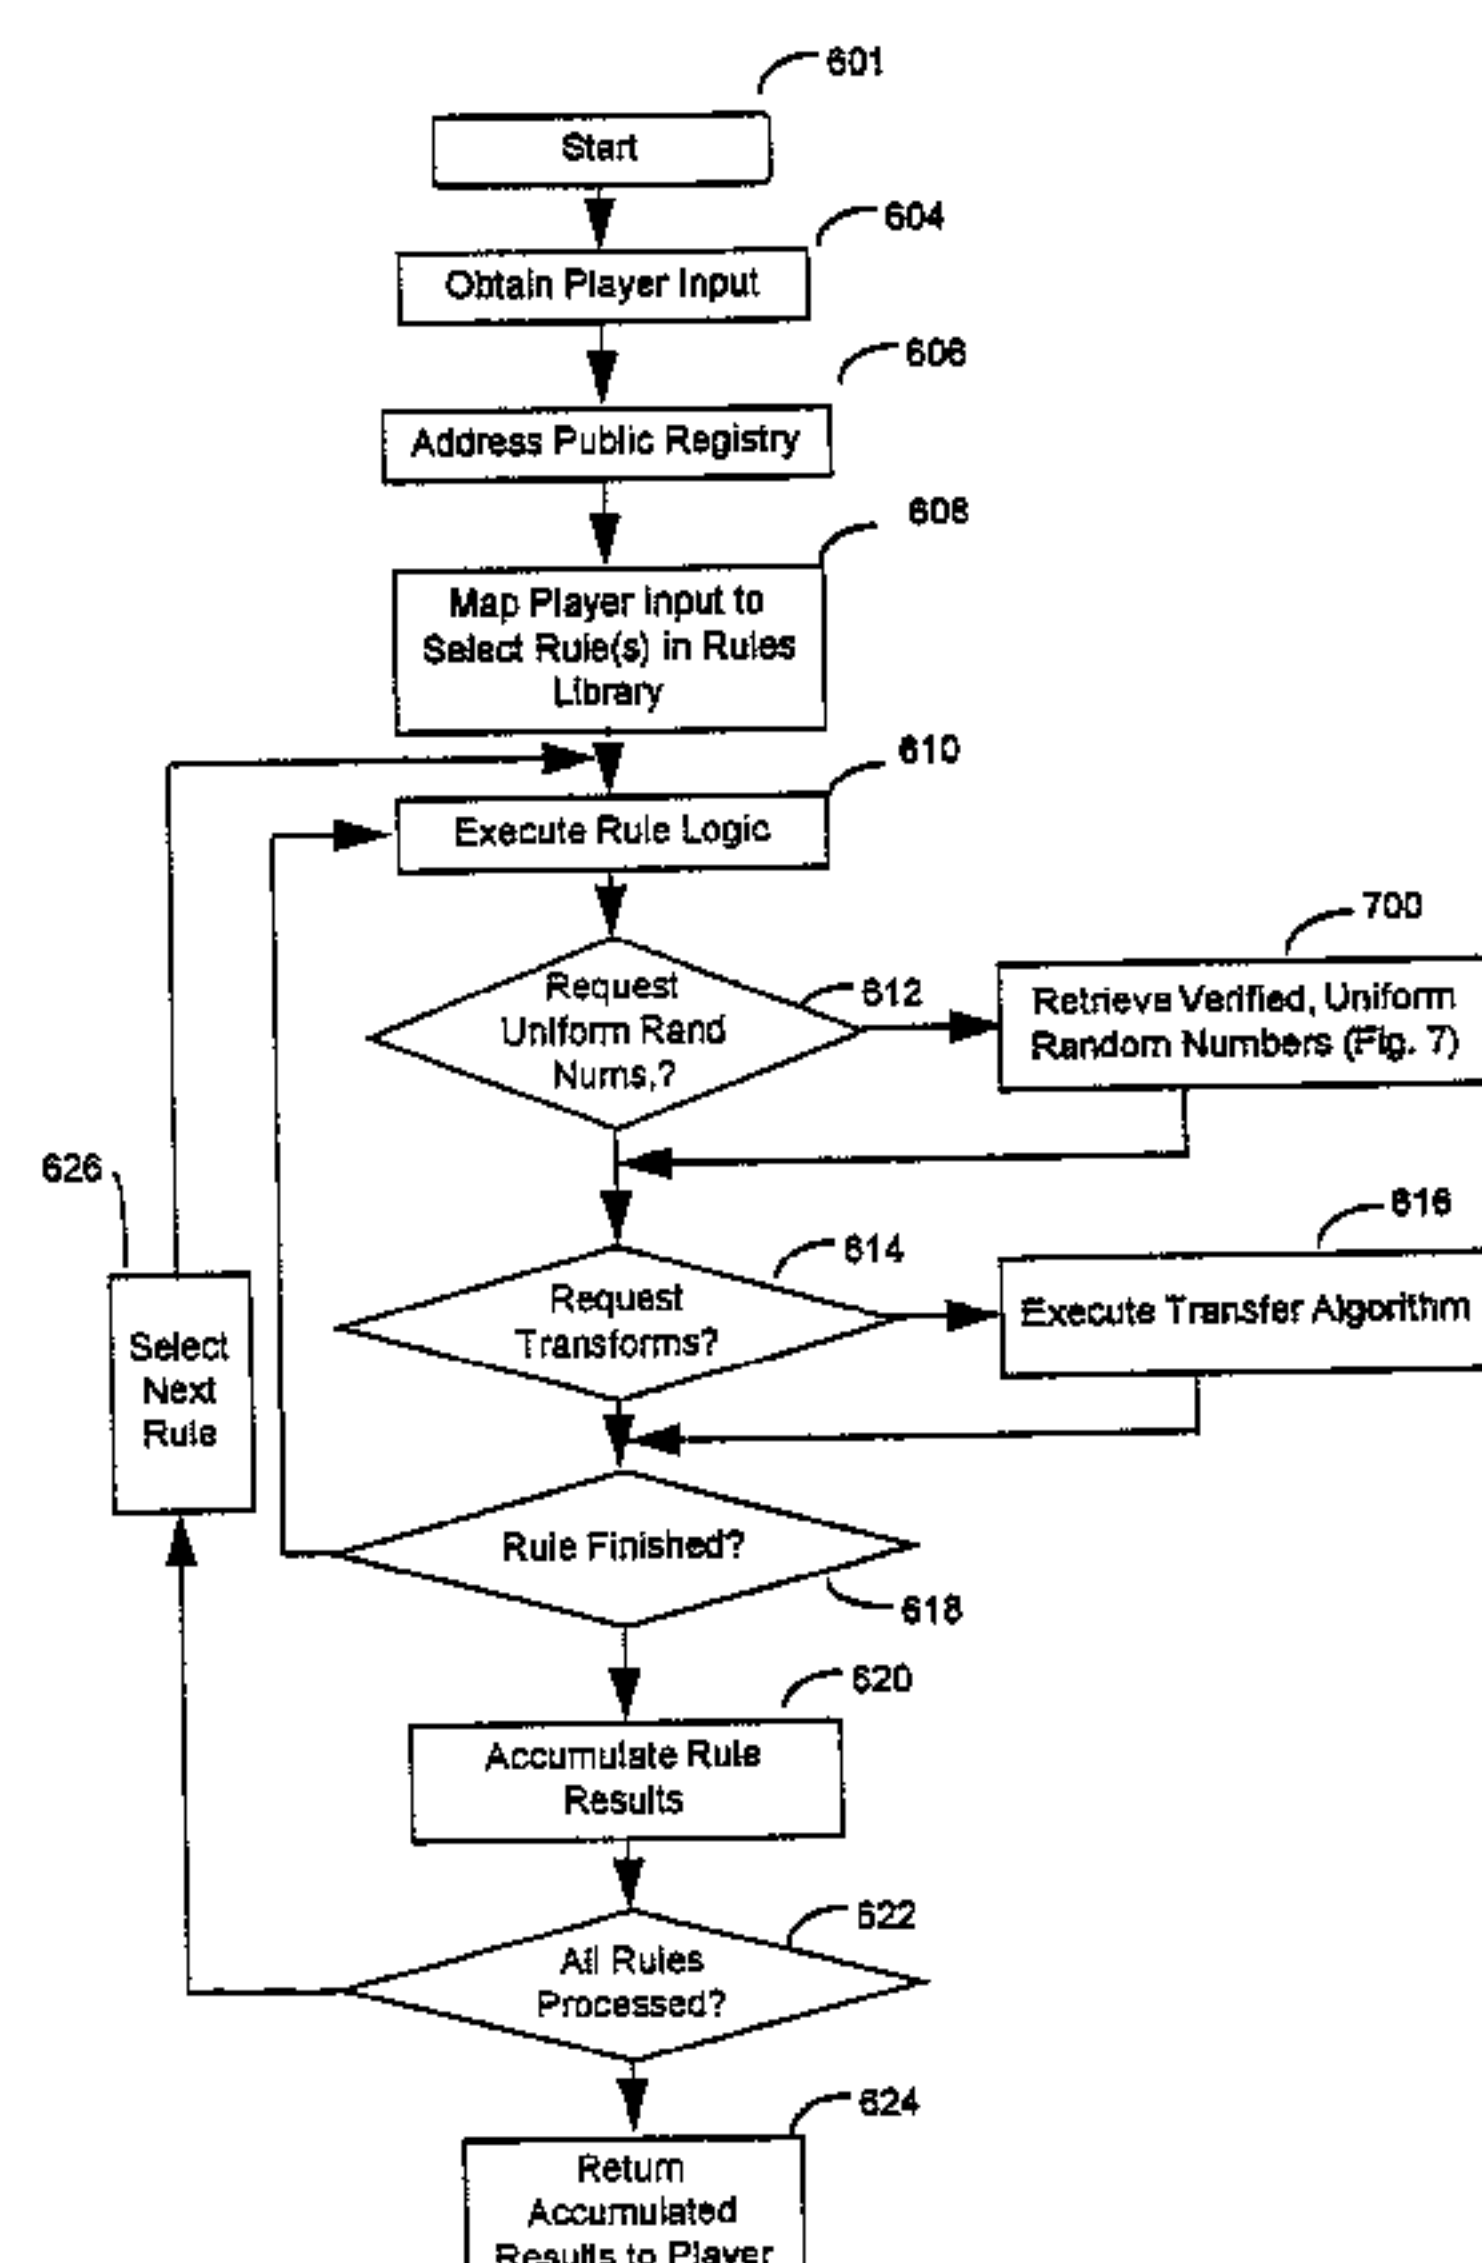 601
Start
604
Obtain Player Input
606
Address Public Registry
608
Map Player Input to
Select Rule(s) in Rules
Library
610
Execute Rule Logic
700
Request
Uniform Rand
Nums,?
612
Retrieve Verified, Uniform
Random Numbers (Fig. 7)
626
616
614
Request
Transforms?
Execute Transfer Algorithm
Select
Next
Rule
Rule Finished?
618
620
Accumulate Rule
Results
622
All Rules
Processed?
624
Return
Accumulated
Results to Player